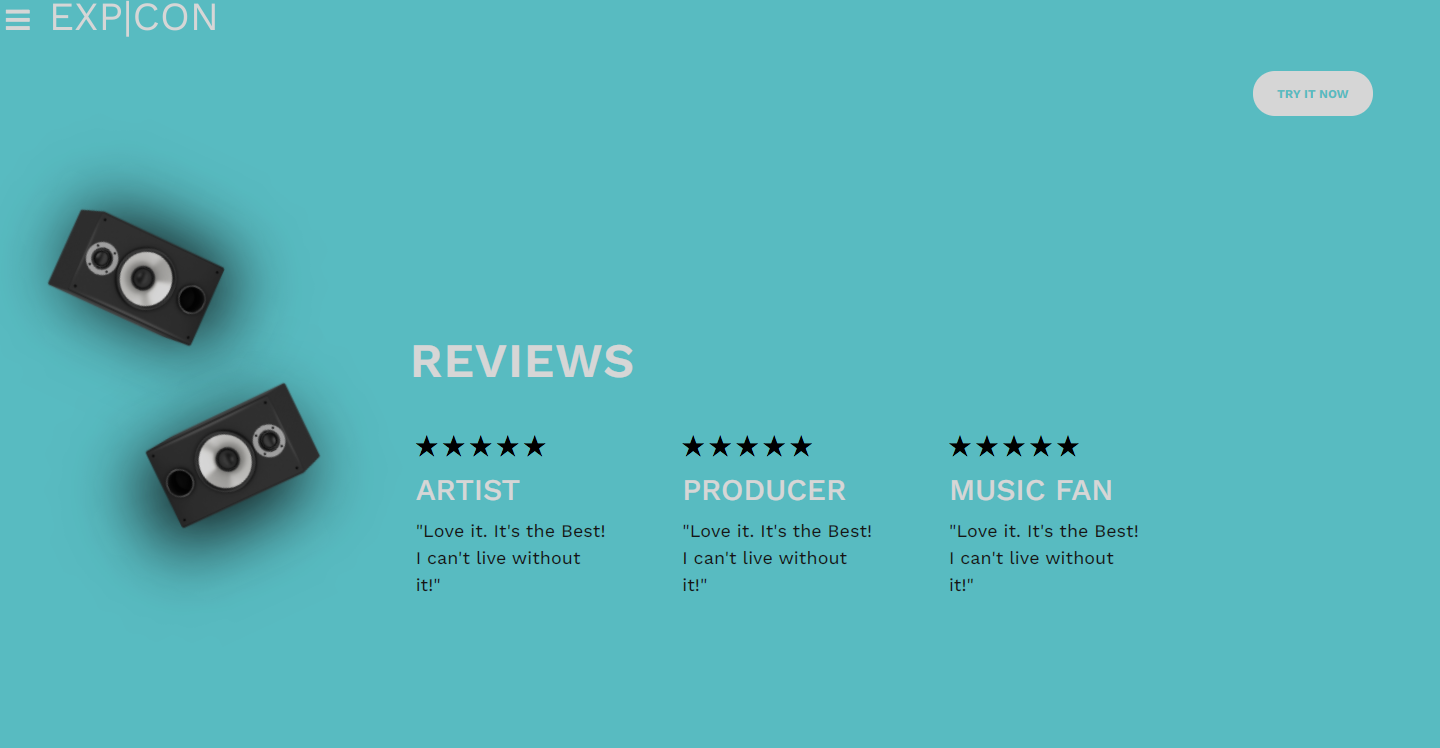 EXP|CON
TRY IT NOW
REVIEWS
★★★★★
★★★★★
★★★★★
ARTIST
"Love it. It's the Best!
I can't live without
it!"
PRODUCER
"Love it. It's the Best!
I can't live without
it!"
MUSIC FAN
"Love it. It's the Best!
I can't live without
it!"